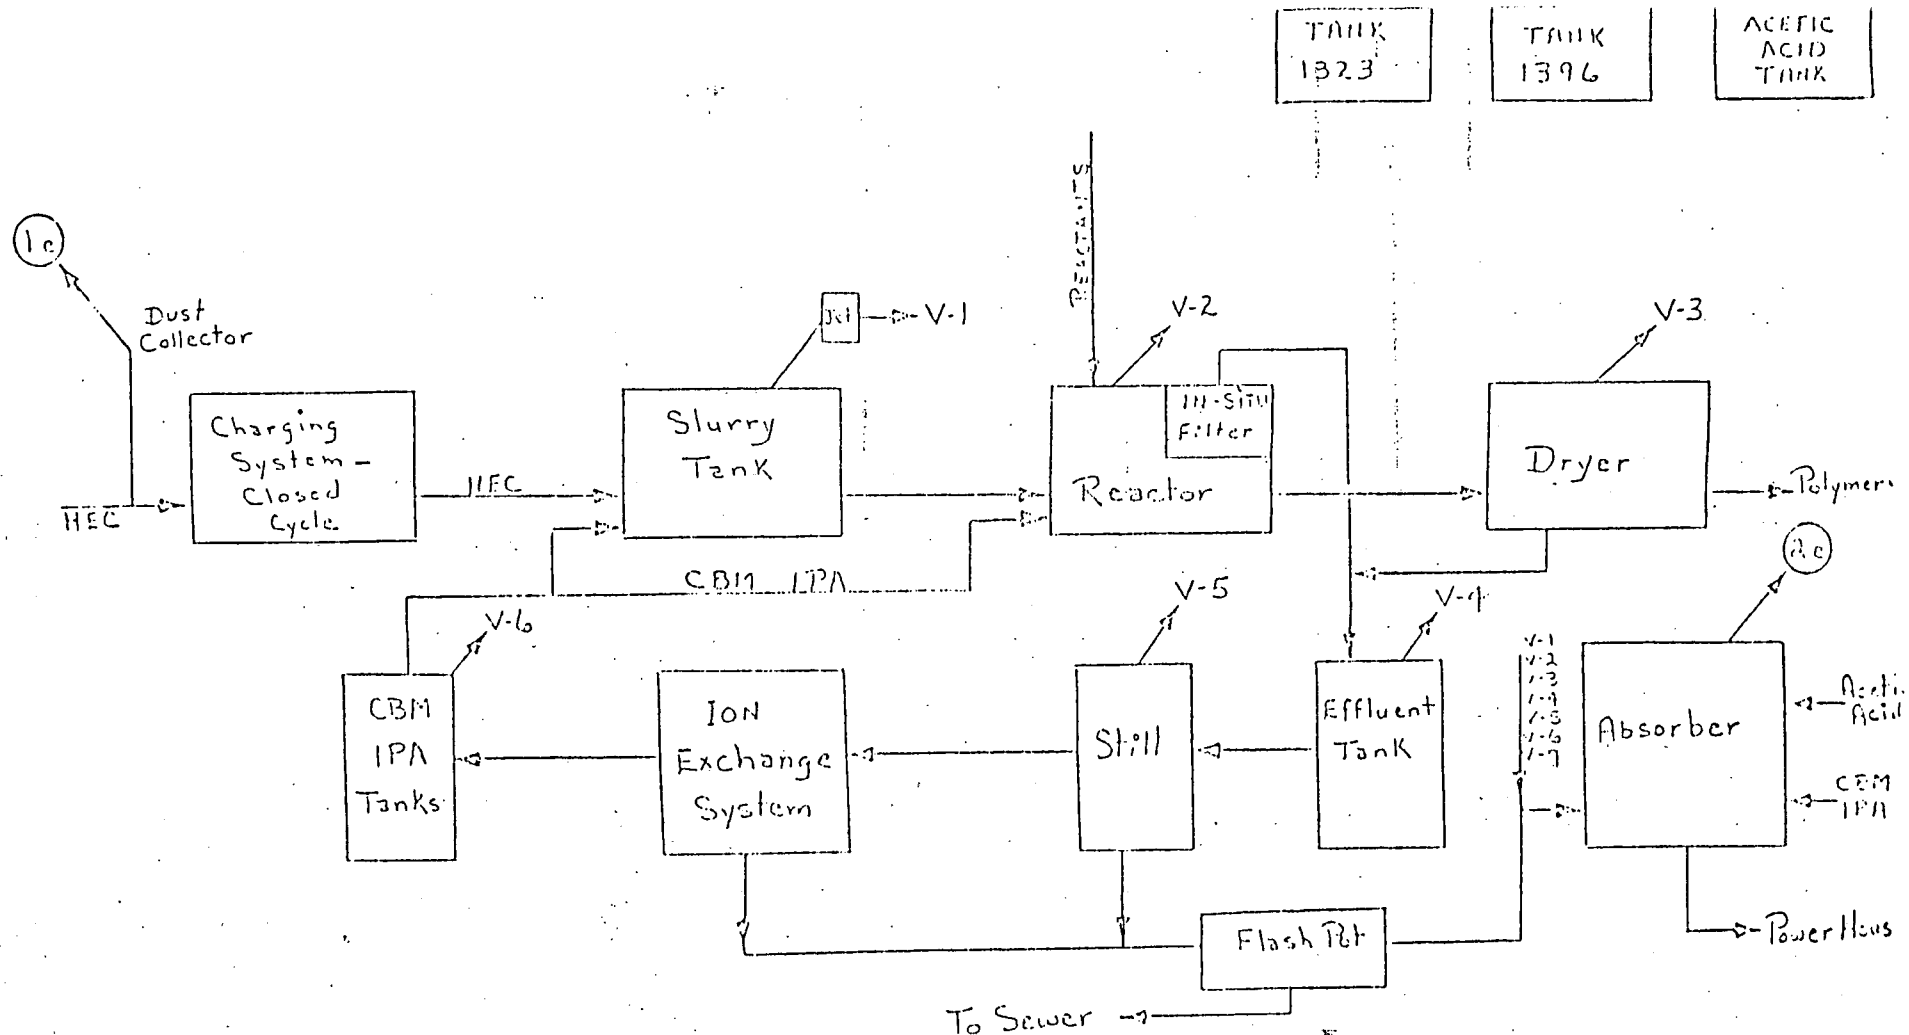 TANK
1323
TANK
1396
ACETIC
ACID
TANK
REACTANTS
1c
Dust
Collector
Jet
V-1
V-2
V-3
Charging
System -
Closed
Cycle
HEC
HEC
Slurry
Tank
IN-SITU
Filter
Reactor
Dryer
Polymer
CBM IPA
2c
V-6
V-5
V-4
CBM
IPA
Tanks
ION
Exchange
System
Still
Effluent
Tank
V-1
V-2
V-3
V-4
V-5
V-6
V-7
Absorber
Aceti
Acid
CBM
IPA
Flash Pot
Power Hous
To Sewer